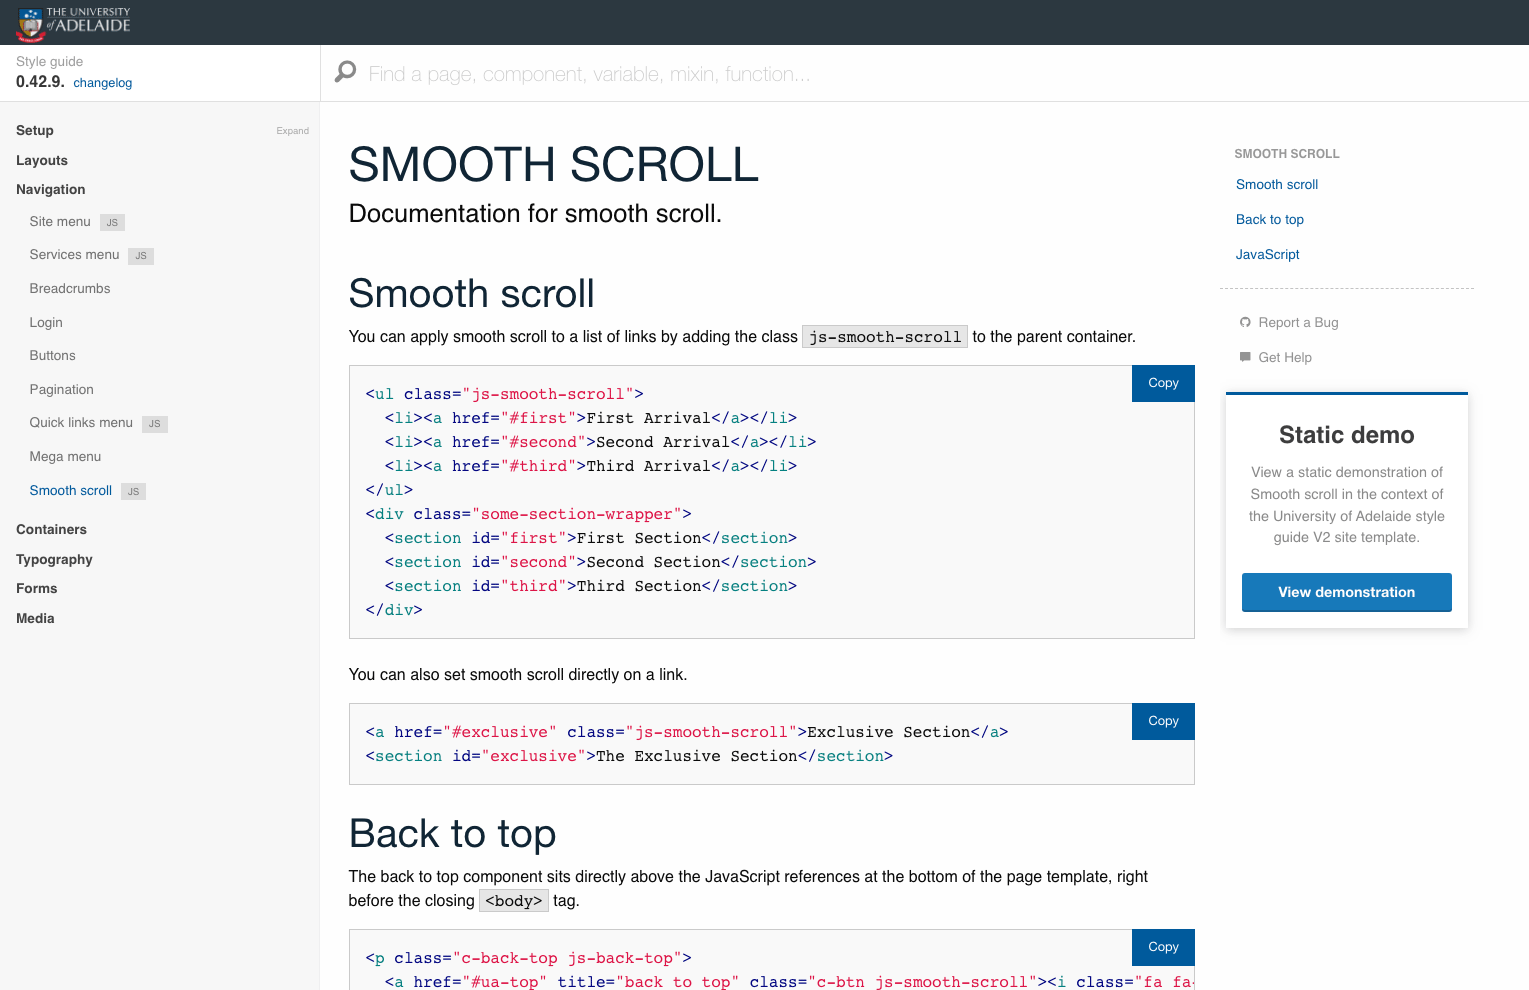 THE UNIVERSITY
of ADELAIDE
Style guide
0.42.9. changelog
Find a page, component, variable, mixin, function...
Setup
Expand
Layouts
Navigation
Site menu JS
Services menu JS
Breadcrumbs
Login
Buttons
Pagination
Quick links menu JS
Mega menu
Smooth scroll JS
Containers
Typography
Forms
Media
SMOOTH SCROLL
Documentation for smooth scroll.
Smooth scroll
You can apply smooth scroll to a list of links by adding the class js-smooth-scroll to the parent container.
Copy
<ul class="js-smooth-scroll">
  <li><a href="#first">First Arrival</a></li>
  <li><a href="#second">Second Arrival</a></li>
  <li><a href="#third">Third Arrival</a></li>
</ul>
<div class="some-section-wrapper">
  <section id="first">First Section</section>
  <section id="second">Second Section</section>
  <section id="third">Third Section</section>
</div>
You can also set smooth scroll directly on a link.
Copy
<a href="#exclusive" class="js-smooth-scroll">Exclusive Section</a>
<section id="exclusive">The Exclusive Section</section>
Back to top
The back to top component sits directly above the JavaScript references at the bottom of the page template, right
before the closing <body> tag.
Copy
<p class="c-back-top js-back-top">
  <a href="#ua-top" title="back to top" class="c-btn js-smooth-scroll"><i class="fa fa-
SMOOTH SCROLL
Smooth scroll
Back to top
JavaScript
Report a Bug
Get Help
Static demo
View a static demonstration of
Smooth scroll in the context of
the University of Adelaide style
guide V2 site template.
View demonstration